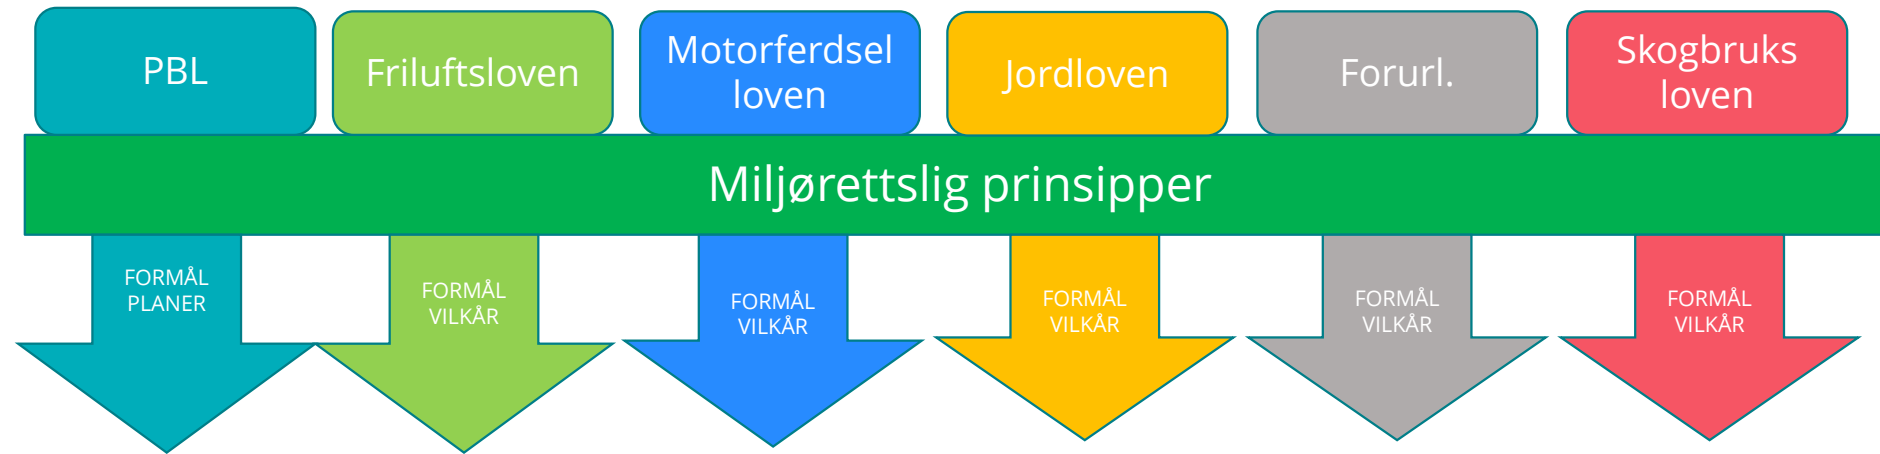 PBL
Friluftsloven
Motorferdsel
loven
Jordloven
Forurl.
Skogbruks
loven
Miljørettslig prinsipper
FORMÅL
PLANER
FORMÅL
VILKÅR
FORMÅL
VILKÅR
FORMÅL
VILKÅR
FORMÅL
VILKÅR
FORMÅL
VILKÅR